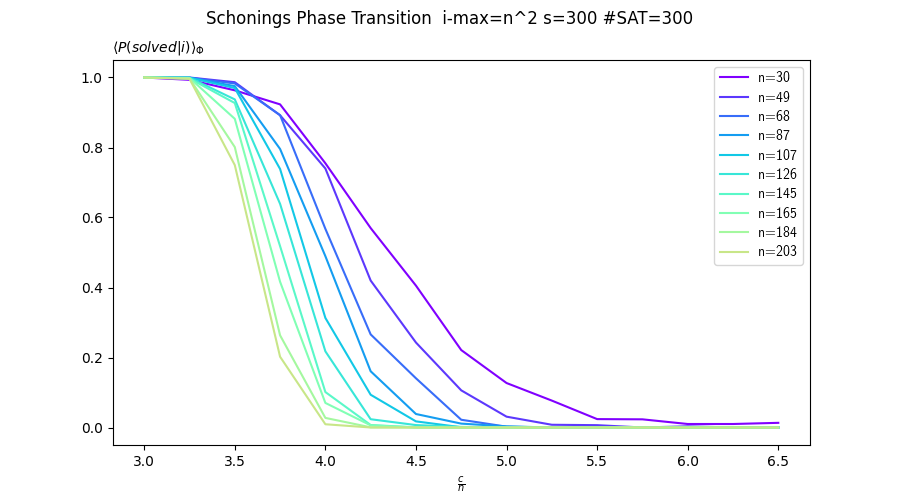 Schonings Phase Transition  i-max=n^2 s=300 #SAT=300
⟨P(solved|i)⟩Φ
1.0
0.8
0.6
0.4
0.2
0.0
n=30
n=49
n=68
n=87
n=107
n=126
n=145
n=165
n=184
n=203
3.0 3.5 4.0 4.5 5.0 5.5 6.0 6.5
c/n